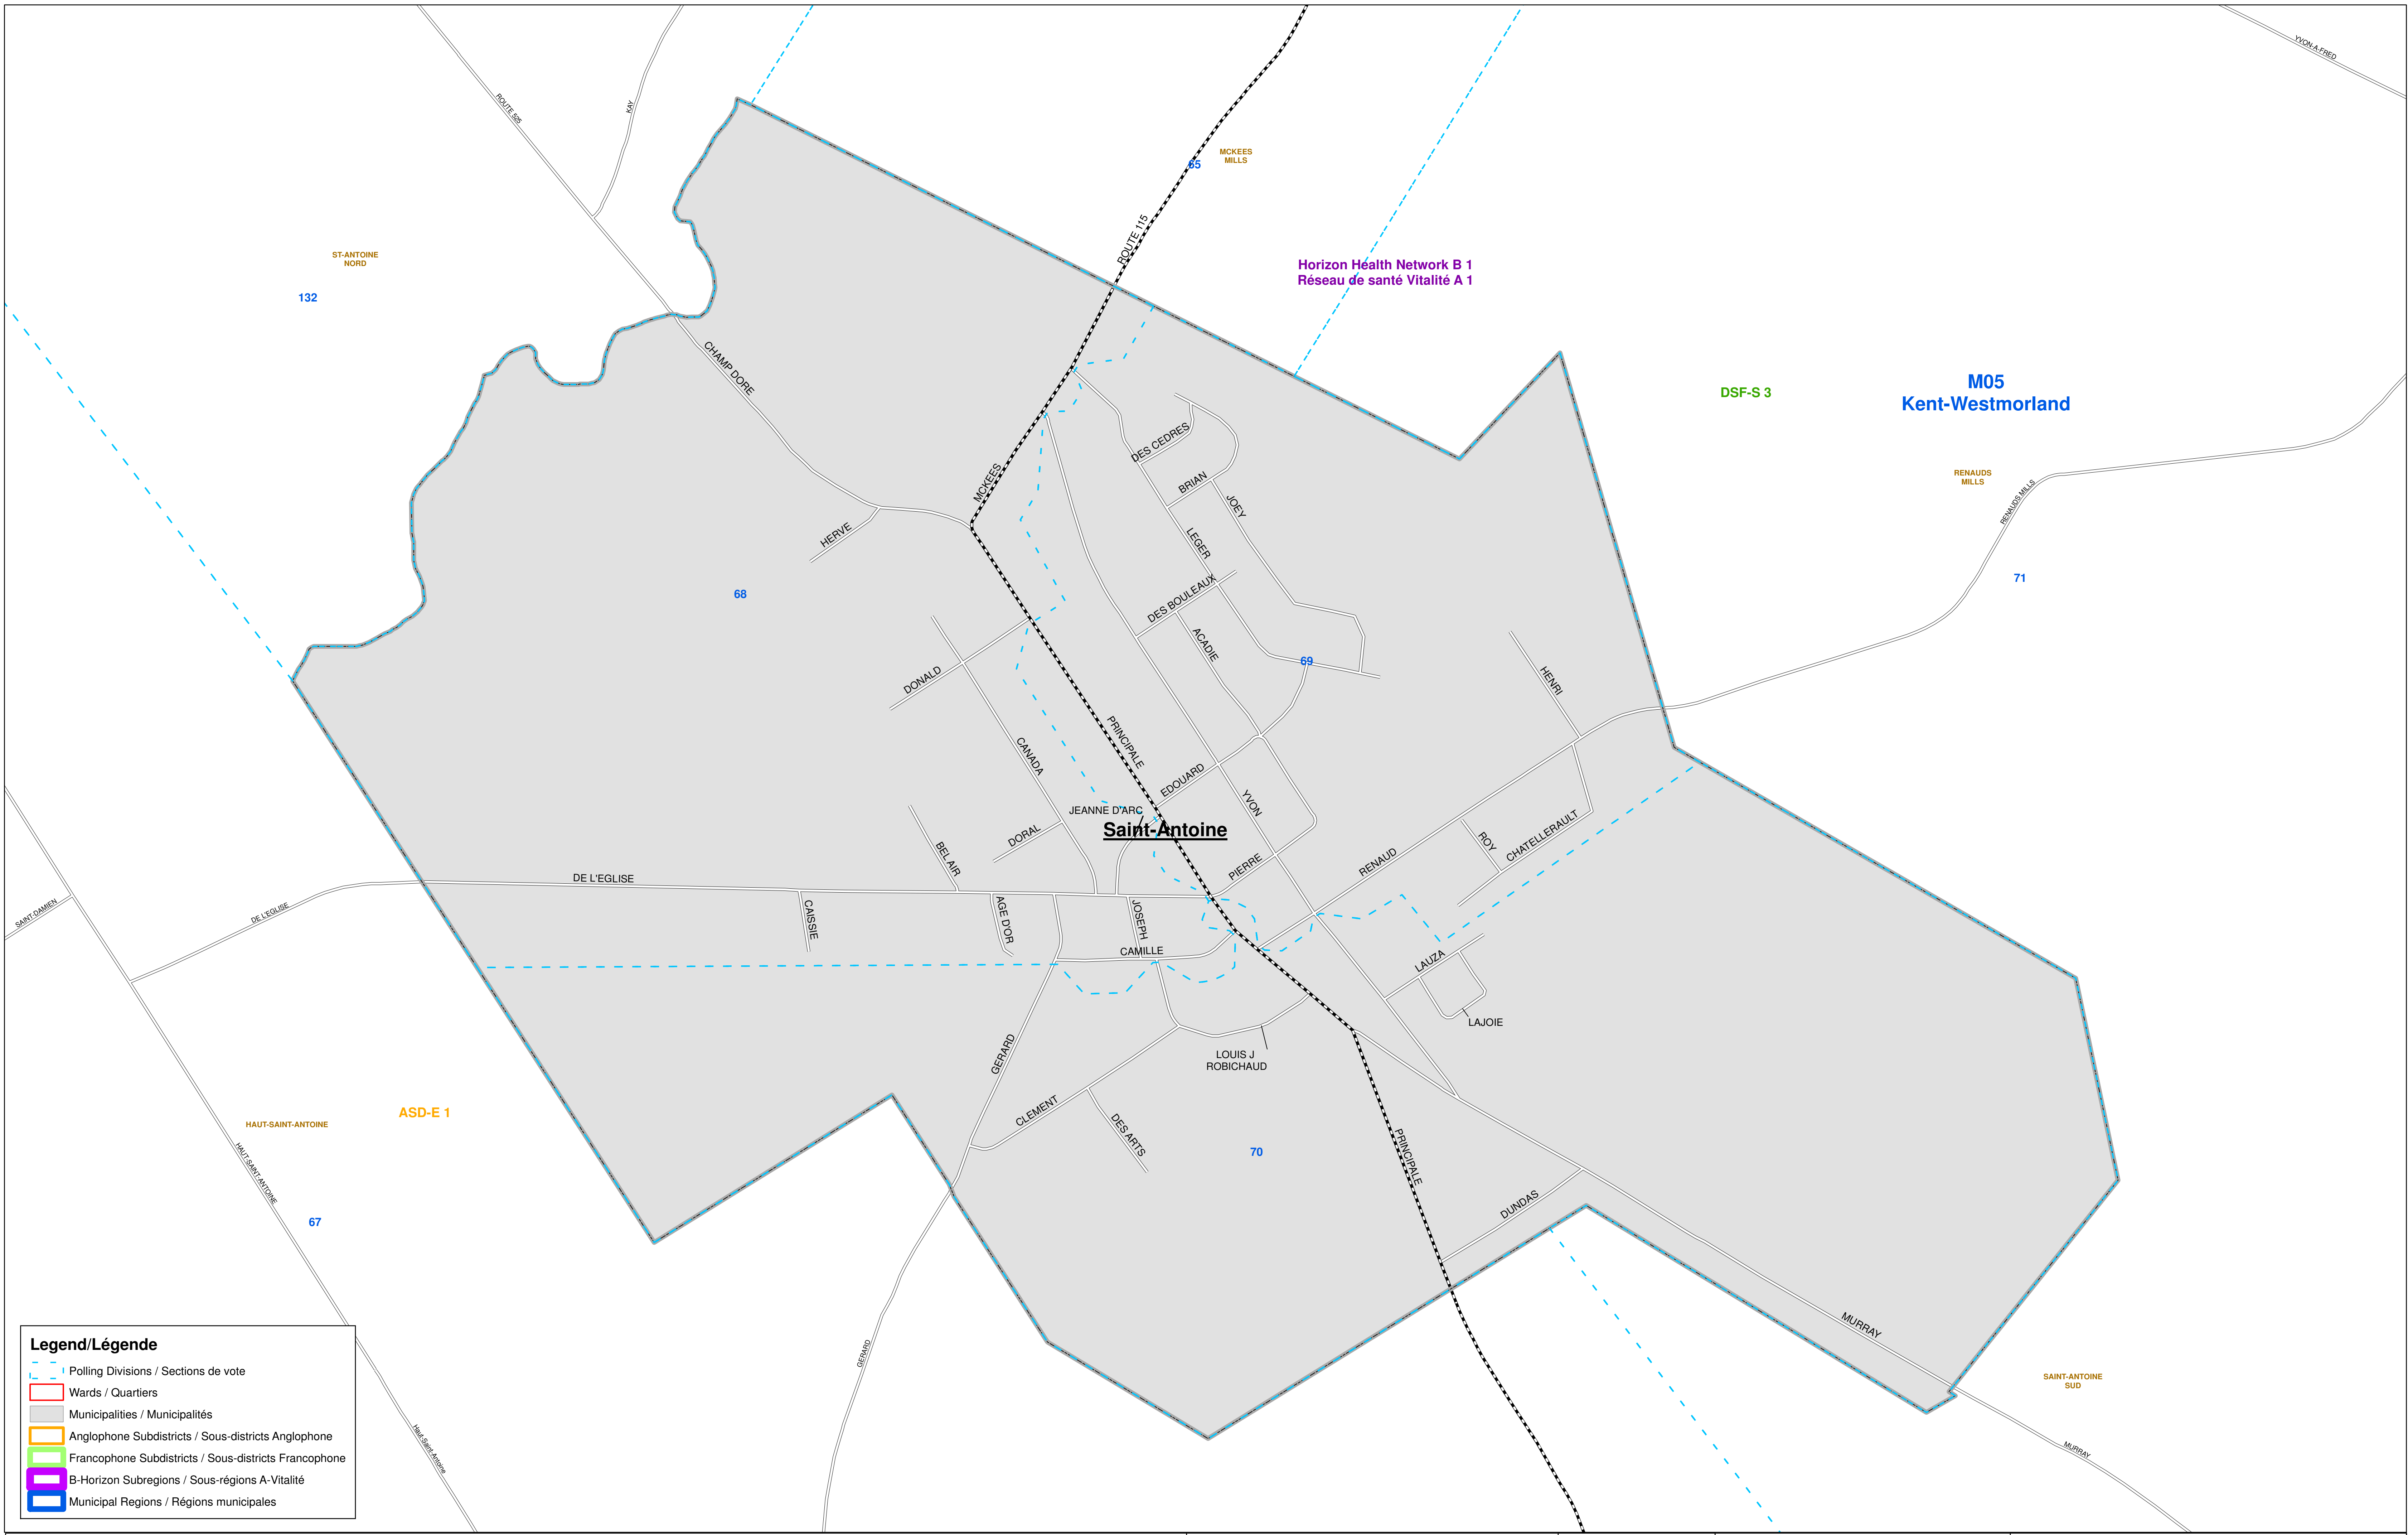 YVON-A-FRED
ROUTE 525
KAY
MCKEES
MILLS
65
ROUTE 115
ST-ANTOINE
NORD
132
Horizon Health Network B 1
Réseau de santé Vitalité A 1
DSF-S 3
M05
Kent-Westmorland
CHAMP DORE
DES CEDRES
MCKEES
BRIAN
JOEY
RENAUDS
MILLS
RENAUDS MILLS
HERVE
LEGER
68
DES BOULEAUX
71
ACADIE
69
DONALD
HENRI
PRINCIPALE
CANADA
EDOUARD
YVON
JEANNE D'ARC
Saint-Antoine
DORAL
BEL AIR
PIERRE
RENAUD
ROY
CHATELLERAULT
DE L'EGLISE
SAINT-DAMIEN
DE L'EGLISE
CAISSIE
AGE D'OR
JOSEPH
CAMILLE
LAUZA
LAJOIE
GERARD
LOUIS J
ROBICHAUD
CLEMENT
DES ARTS
HAUT-SAINT-ANTOINE
ASD-E 1
HAUT-SAINT-ANTOINE
70
PRINCIPALE
DUNDAS
67
MURRAY
GERARD
SAINT-ANTOINE
SUD
MURRAY
Haut-Saint-Antoine
Legend/Légende
Polling Divisions / Sections de vote
Wards / Quartiers
Municipalities / Municipalités
Anglophone Subdistricts / Sous-districts Anglophone
Francophone Subdistricts / Sous-districts Francophone
B-Horizon Subregions / Sous-régions A-Vitalité
Municipal Regions / Régions municipales